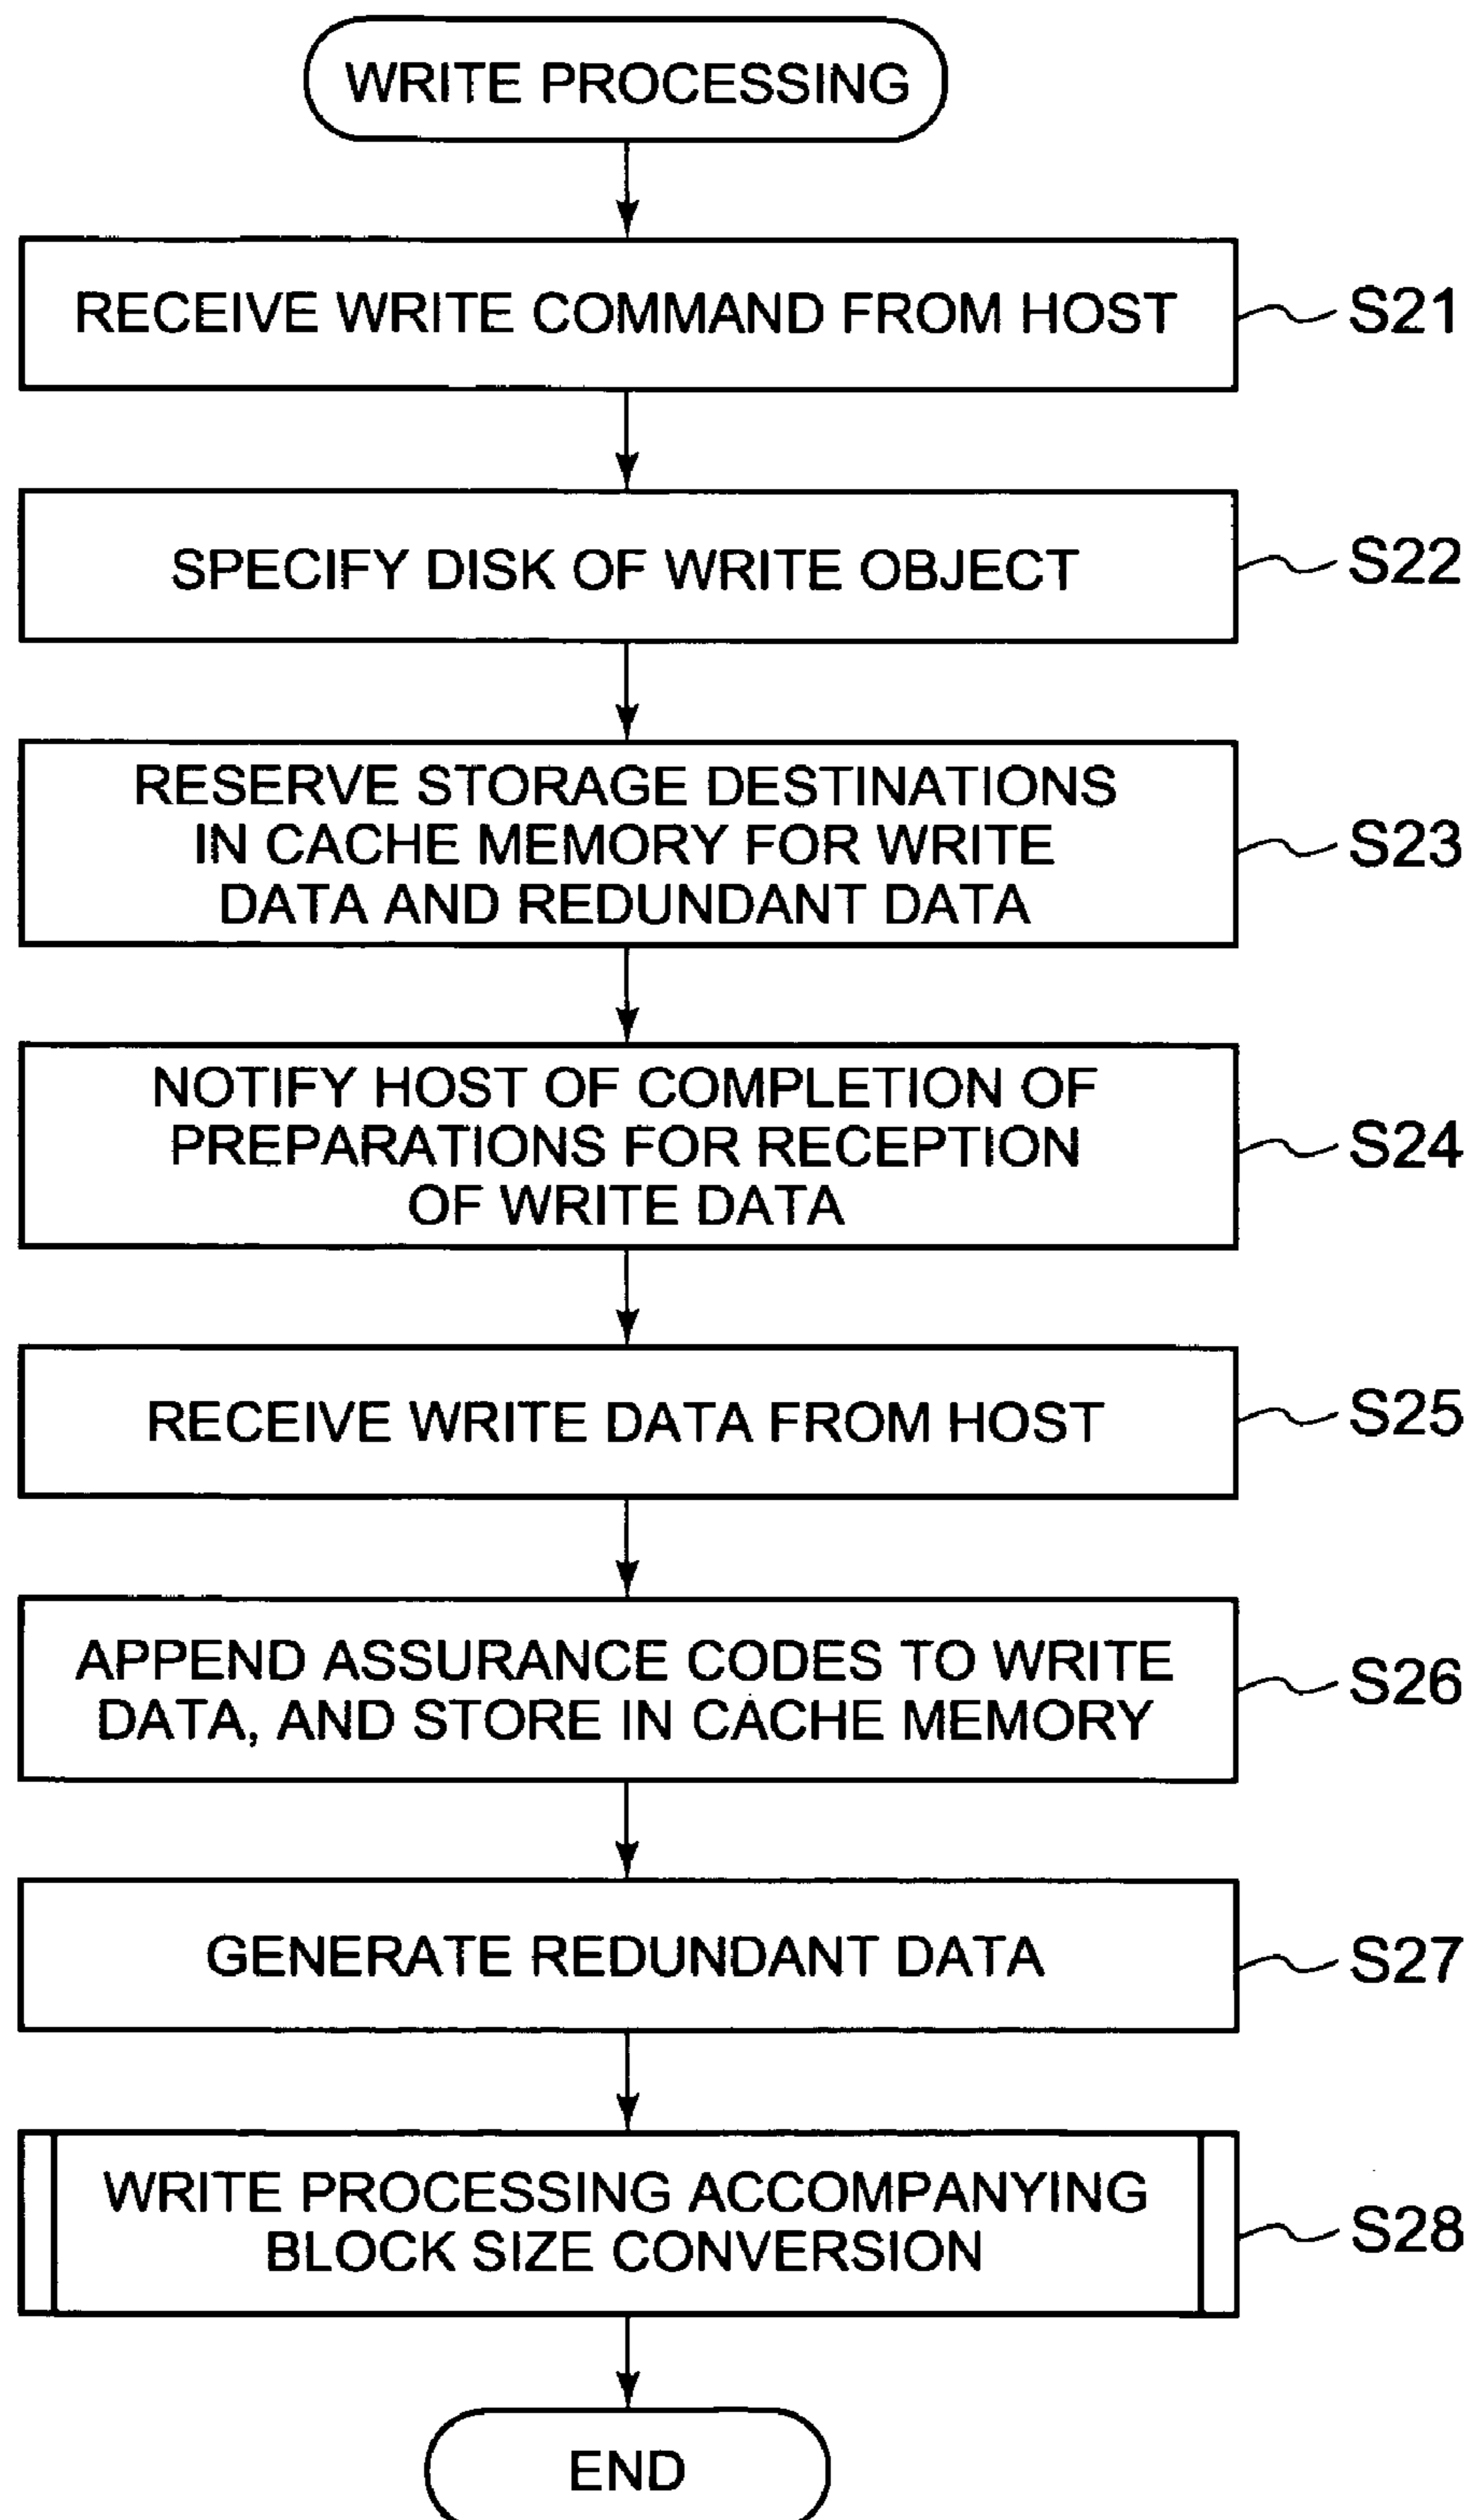 WRITE PROCESSING
RECEIVE WRITE COMMAND FROM HOST
S21
SPECIFY DISK OF WRITE OBJECT
S22
RESERVE STORAGE DESTINATIONS
IN CACHE MEMORY FOR WRITE
DATA AND REDUNDANT DATA
S23
NOTIFY HOST OF COMPLETION OF
PREPARATIONS FOR RECEPTION
OF WRITE DATA
S24
RECEIVE WRITE DATA FROM HOST
S25
APPEND ASSURANCE CODES TO WRITE
DATA, AND STORE IN CACHE MEMORY
S26
GENERATE REDUNDANT DATA
S27
WRITE PROCESSING ACCOMPANYING
BLOCK SIZE CONVERSION
S28
END